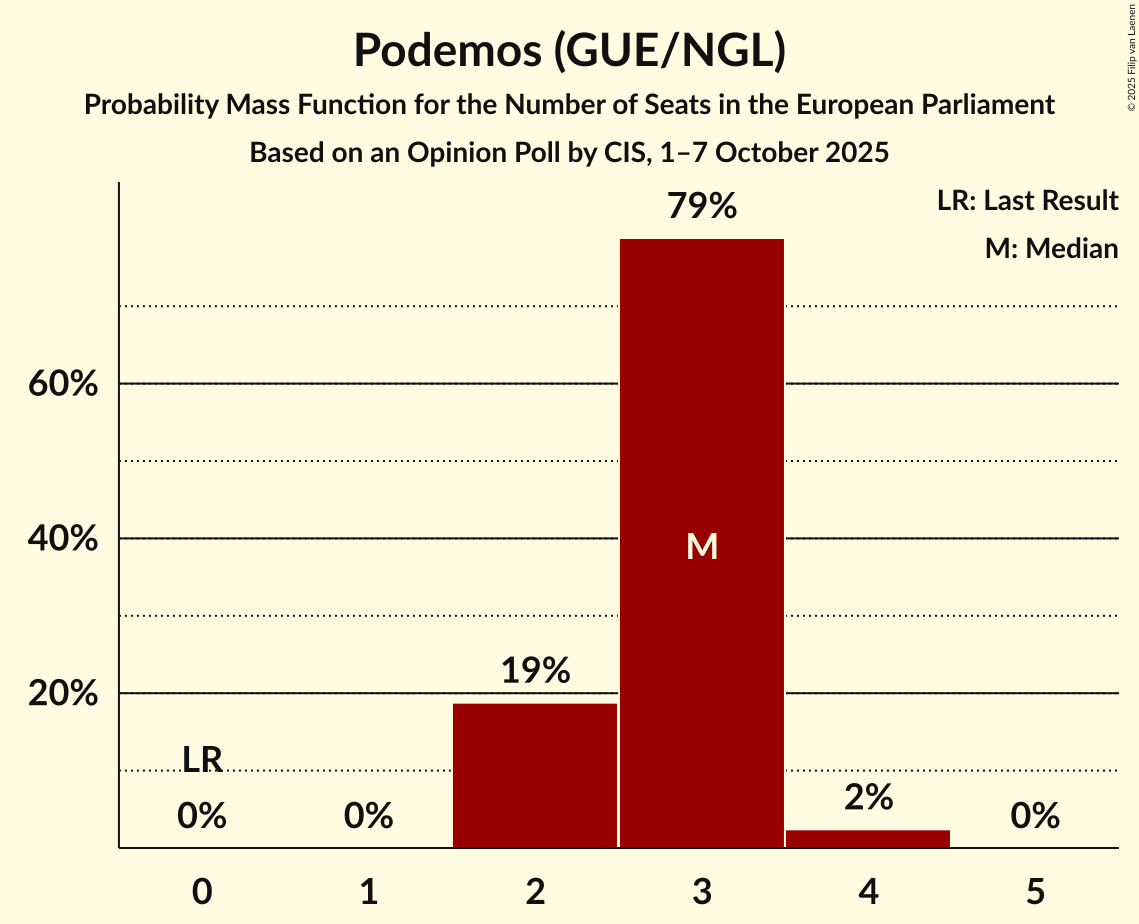 Podemos (GUE/NGL)
Probability Mass Function for the Number of Seats in the European Parliament
Based on an Opinion Poll by CIS, 1–7 October 2025
© 2025 Filip van Laenen
LR: Last Result
M: Median
79%
60%
40%
M
20%
19%
LR
0%
0%
2%
0%
0 1 2 3 4 5